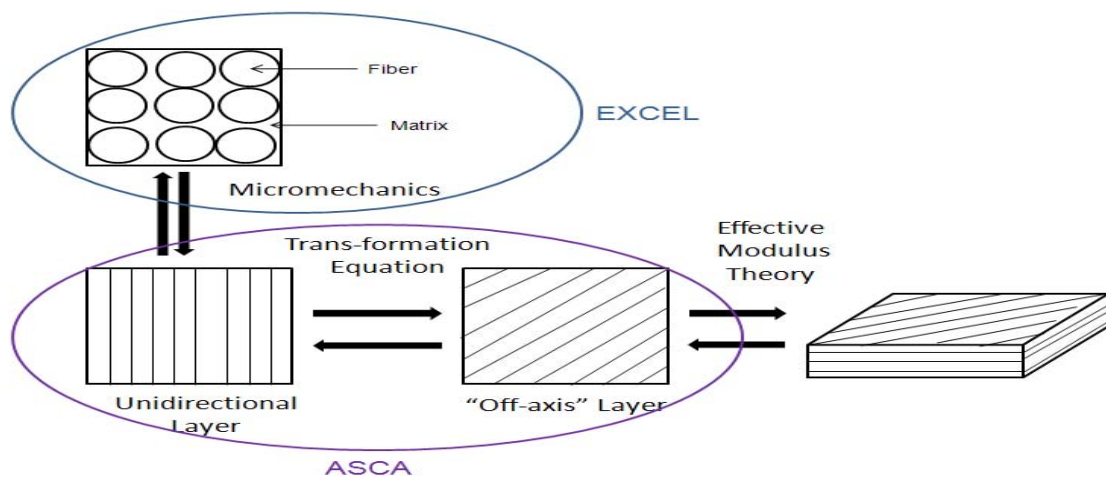 Fiber
EXCEL
Matrix
Micromechanics
Trans-formation
Equation
Effective
Modulus
Theory
Unidirectional
Layer
“Off-axis” Layer
ASCA